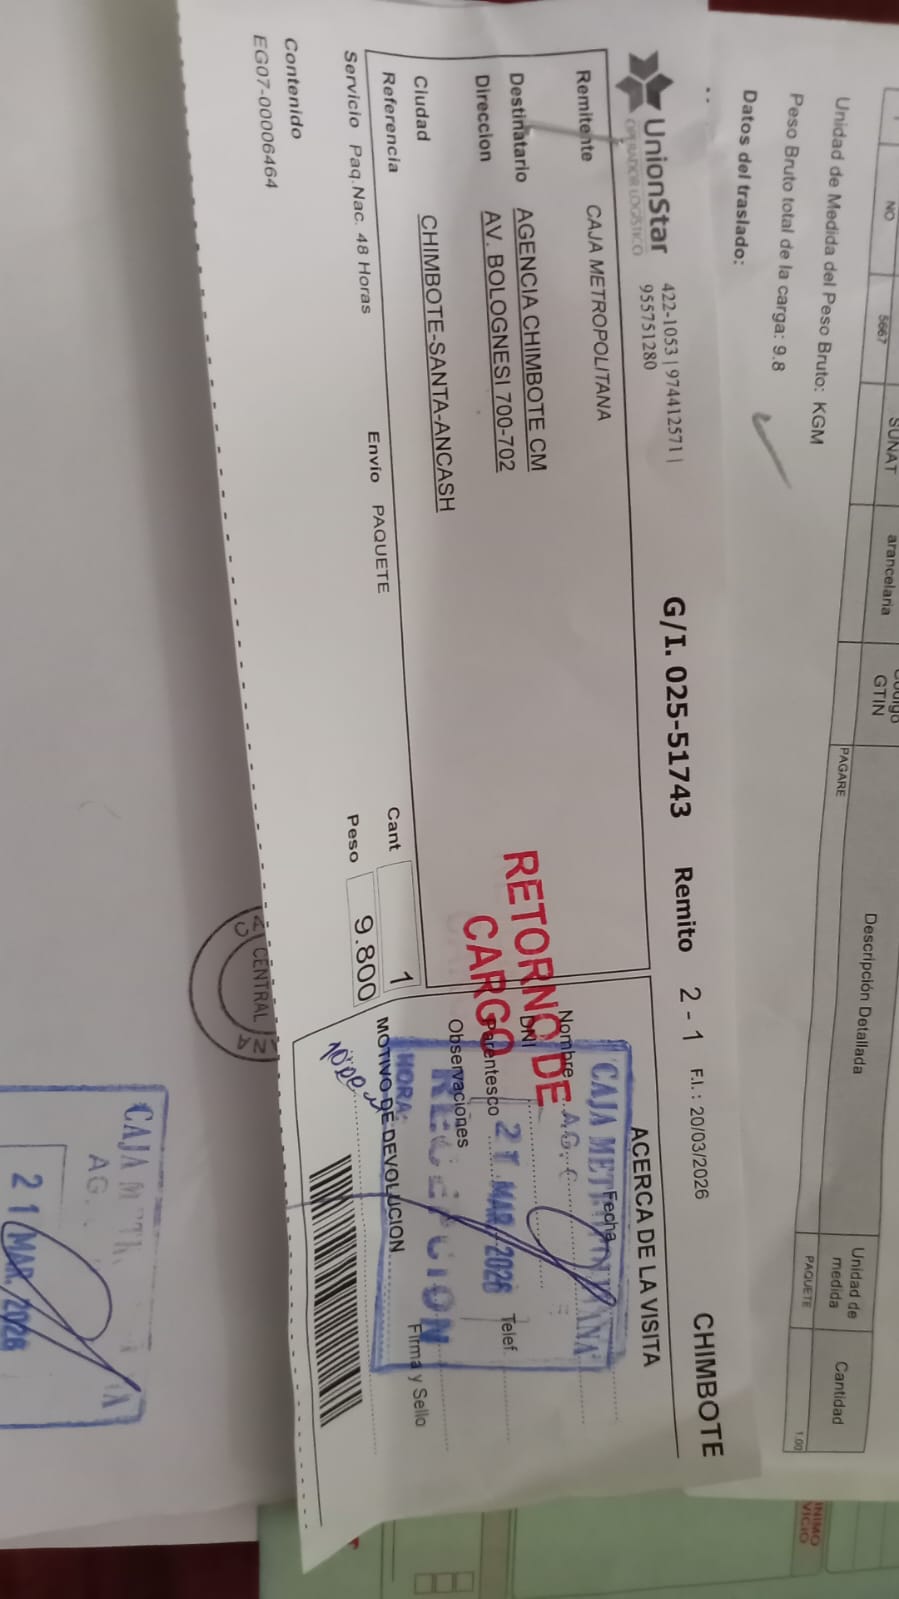 NO
5667
SUNAT
arancelaria
GTIN
Descripción Detallada
Unidad de
medida
Cantidad
PAGARE
PAQUETE
1.00
Unidad de Medida del Peso Bruto: KGM
Peso Bruto total de la carga: 9.8
Datos del traslado:
UnionStar
OPERADOR LOGÍSTICO
422-1053 | 974412571 |
955751280
G/I. 025-51743 Remito 2 - 1 F.I.: 20/03/2026 CHIMBOTE
Remitente CAJA METROPOLITANA
Destinatario AGENCIA CHIMBOTE CM
Direccion AV. BOLOGNESI 700-702
Ciudad CHIMBOTE-SANTA-ANCASH
Referencia
Servicio Paq.Nac. 48 Horas
Envío PAQUETE
Cant 1
Peso 9.800
Contenido
EG07-00006464
RETORNO DE
CARGO
ACERCA DE LA VISITA
Fecha
Nombre
DNI
Parentesco
Telef
Observaciones
Firma y Sello
MOTIVO DE DEVOLUCION
CAJA METROPOLITANA
21 MAR. 2026
RECEPCION
HORA:
CENTRAL
CAJA
AG.
21 MAR. 2026